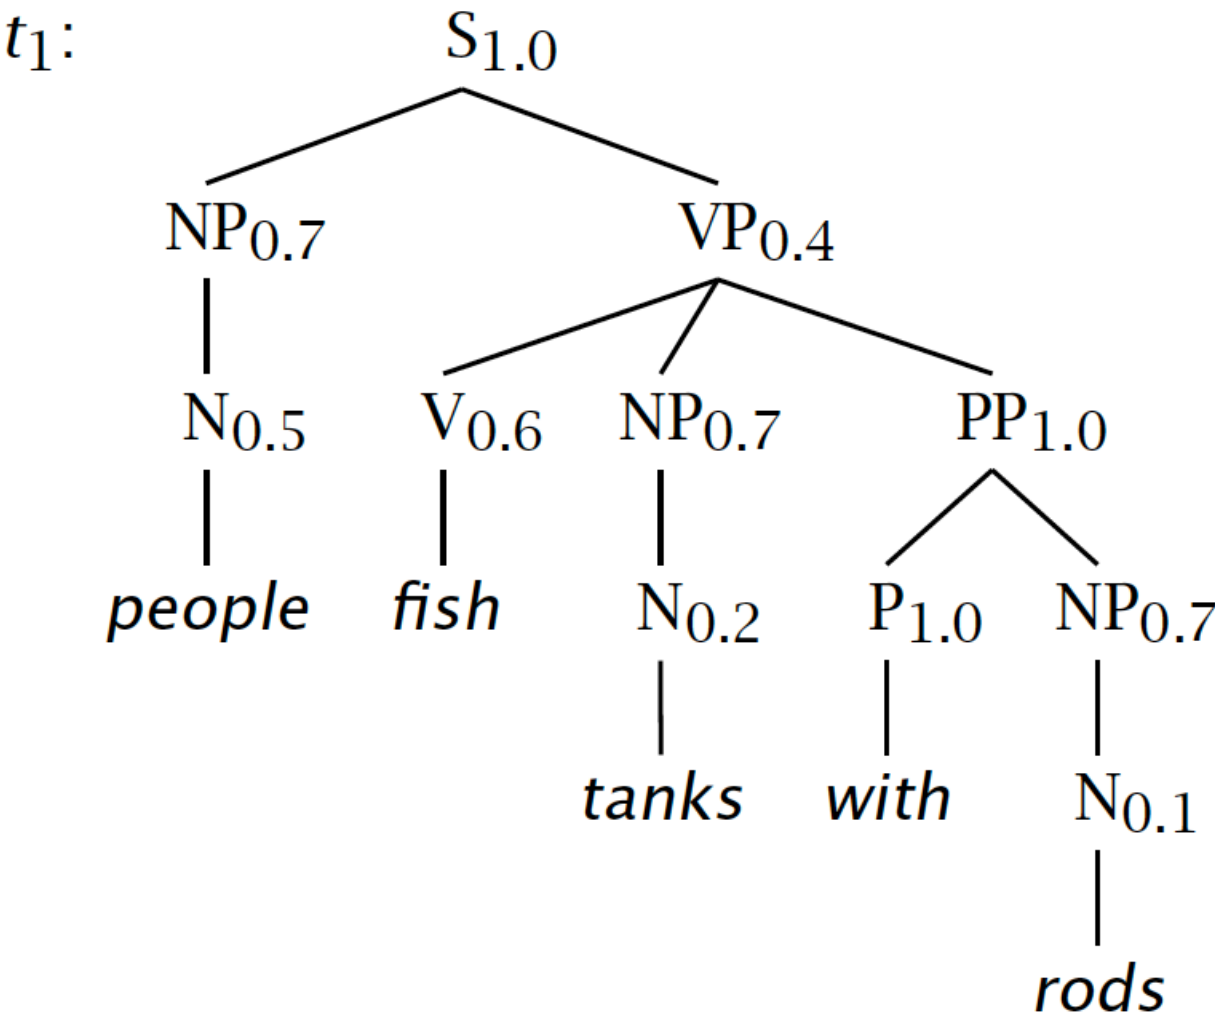 t₁: S₁.₀
NP₀.₇ VP₀.₄
N₀.₅ V₀.₆ NP₀.₇ PP₁.₀
people fish N₀.₂ P₁.₀ NP₀.₇
tanks with N₀.₁
rods